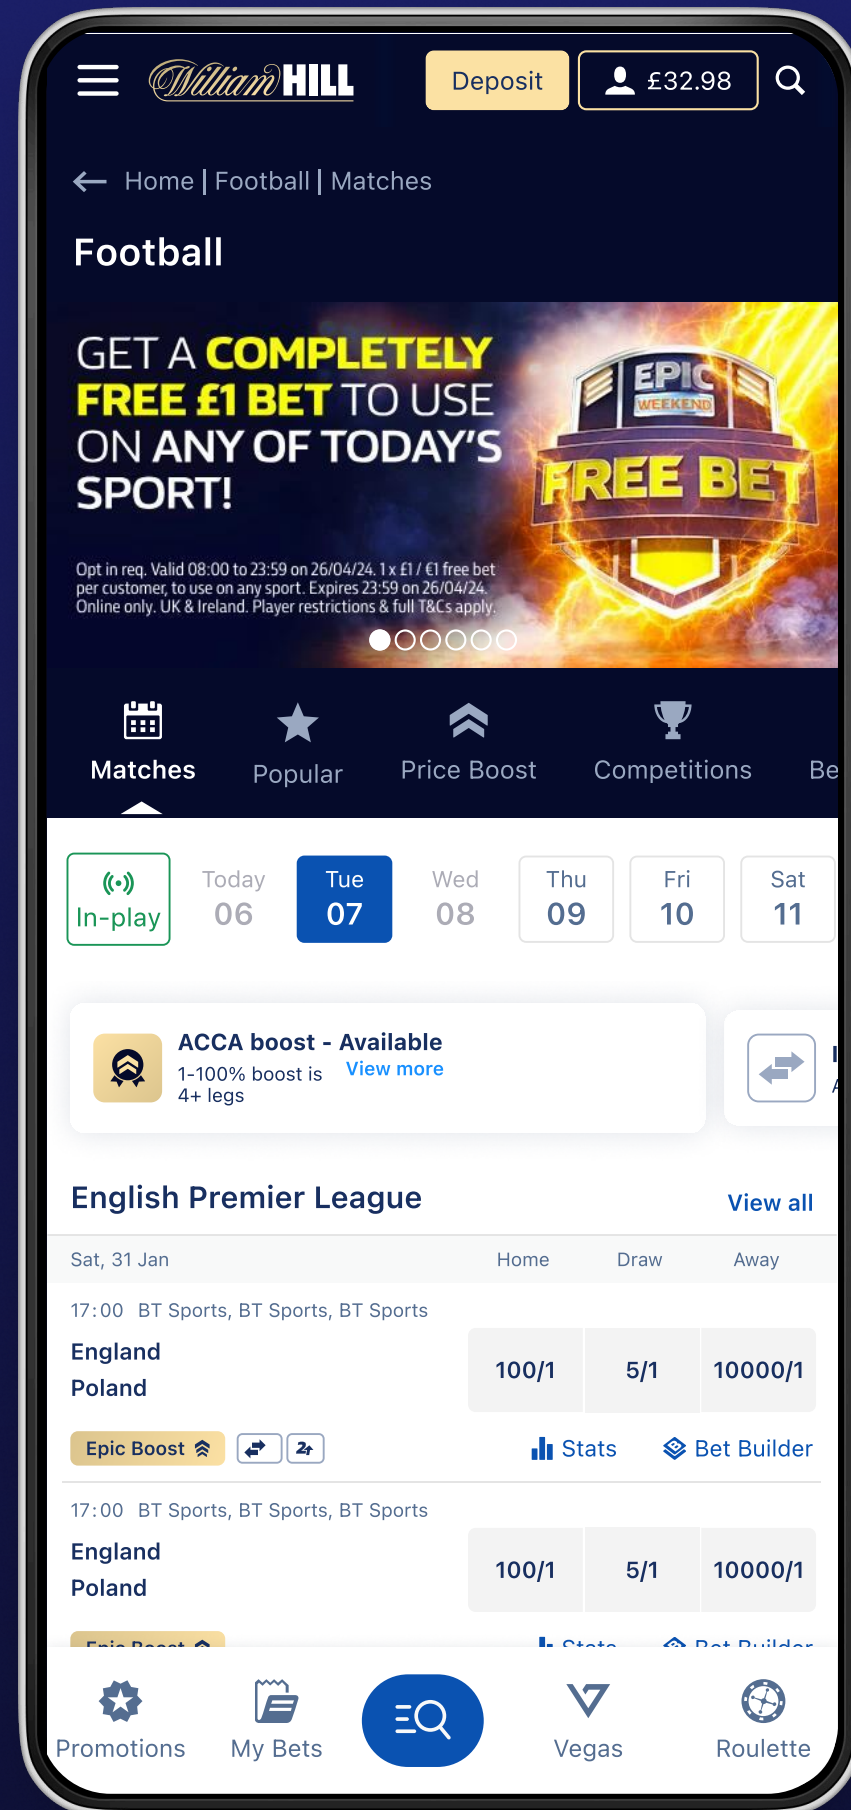 William HILL
Deposit
£32.98
Home | Football | Matches
Football
GET A COMPLETELY
FREE £1 BET TO USE
ON ANY OF TODAY'S
SPORT!
Opt in req. Valid 08:00 to 23:59 on 26/04/24. 1 x £1 / €1 free bet
per customer, to use on any sport. Expires 23:59 on 26/04/24.
Online only. UK & Ireland. Player restrictions & full T&Cs apply.
EPIC
WEEKEND
FREE BET
Matches
Popular
Price Boost
Competitions
Be
In-play
Today
06
Tue
07
Wed
08
Thu
09
Fri
10
Sat
11
ACCA boost - Available
1-100% boost is
4+ legs
View more
English Premier League
View all
Sat, 31 Jan
Home
Draw
Away
17:00 BT Sports, BT Sports, BT Sports
England
Poland
100/1
5/1
10000/1
Epic Boost
2
Stats
Bet Builder
17:00 BT Sports, BT Sports, BT Sports
England
Poland
100/1
5/1
10000/1
Epic Boost
Stats
Bet Builder
Promotions
My Bets
Vegas
Roulette